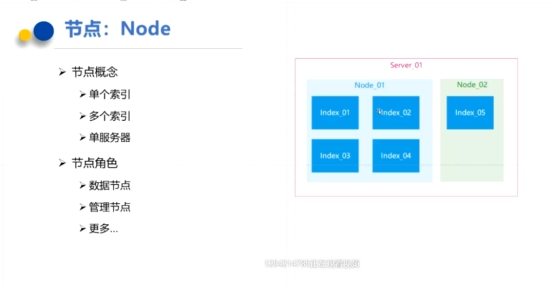 节点：Node
节点概念
单个索引
多个索引
单服务器
节点角色
数据节点
管理节点
更多...
Server_01
Node_01
Node_02
Index_01
Index_02
Index_05
Index_03
Index_04